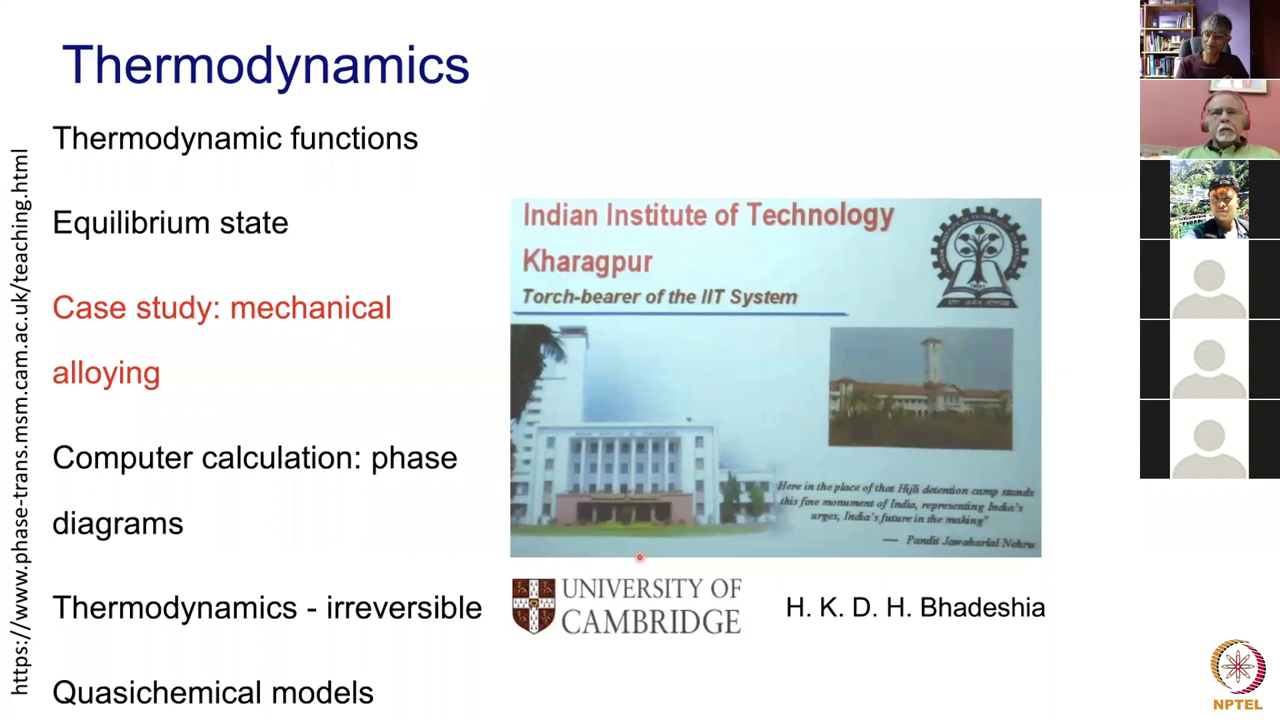 Thermodynamics
https://www.phase-trans.msm.cam.ac.uk/teaching.html
Thermodynamic functions
Equilibrium state
Case study: mechanical
alloying
Computer calculation: phase
diagrams
Thermodynamics - irreversible
Quasichemical models
Indian Institute of Technology
Kharagpur
Torch-bearer of the IIT System
Here in the place of that Hijli detention camp stands
this fine monument of India, representing India's
urges, India's future in the making"
— Pandit Jawaharlal Nehru
UNIVERSITY OF
CAMBRIDGE
H. K. D. H. Bhadeshia
NPTEL